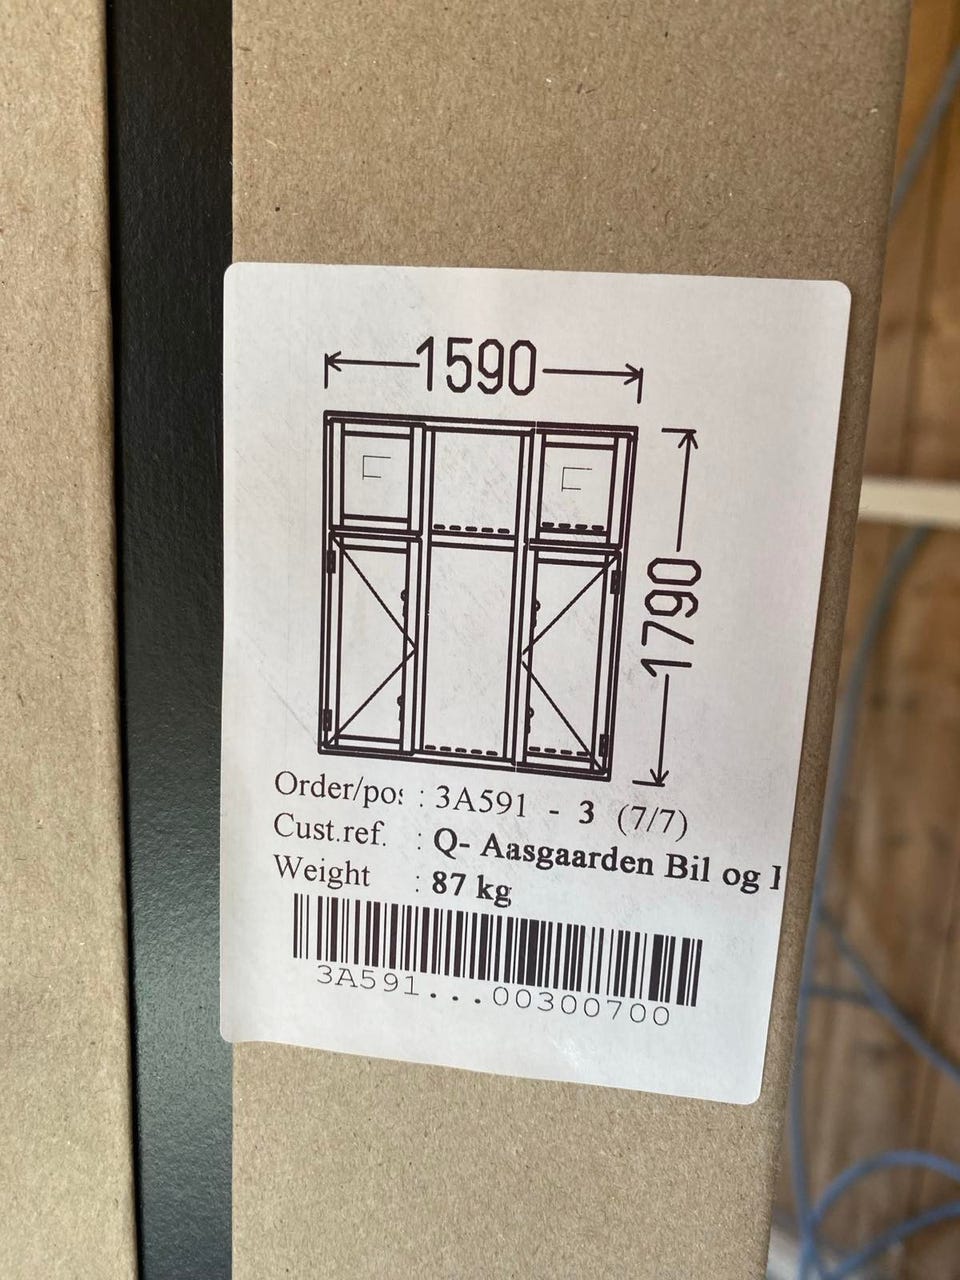 1590
F
F
1790
Order/pos : 3A591 - 3 (7/7)
Cust.ref. : Q- Aasgaarden Bil og
Weight : 87 kg
3A591...00300700